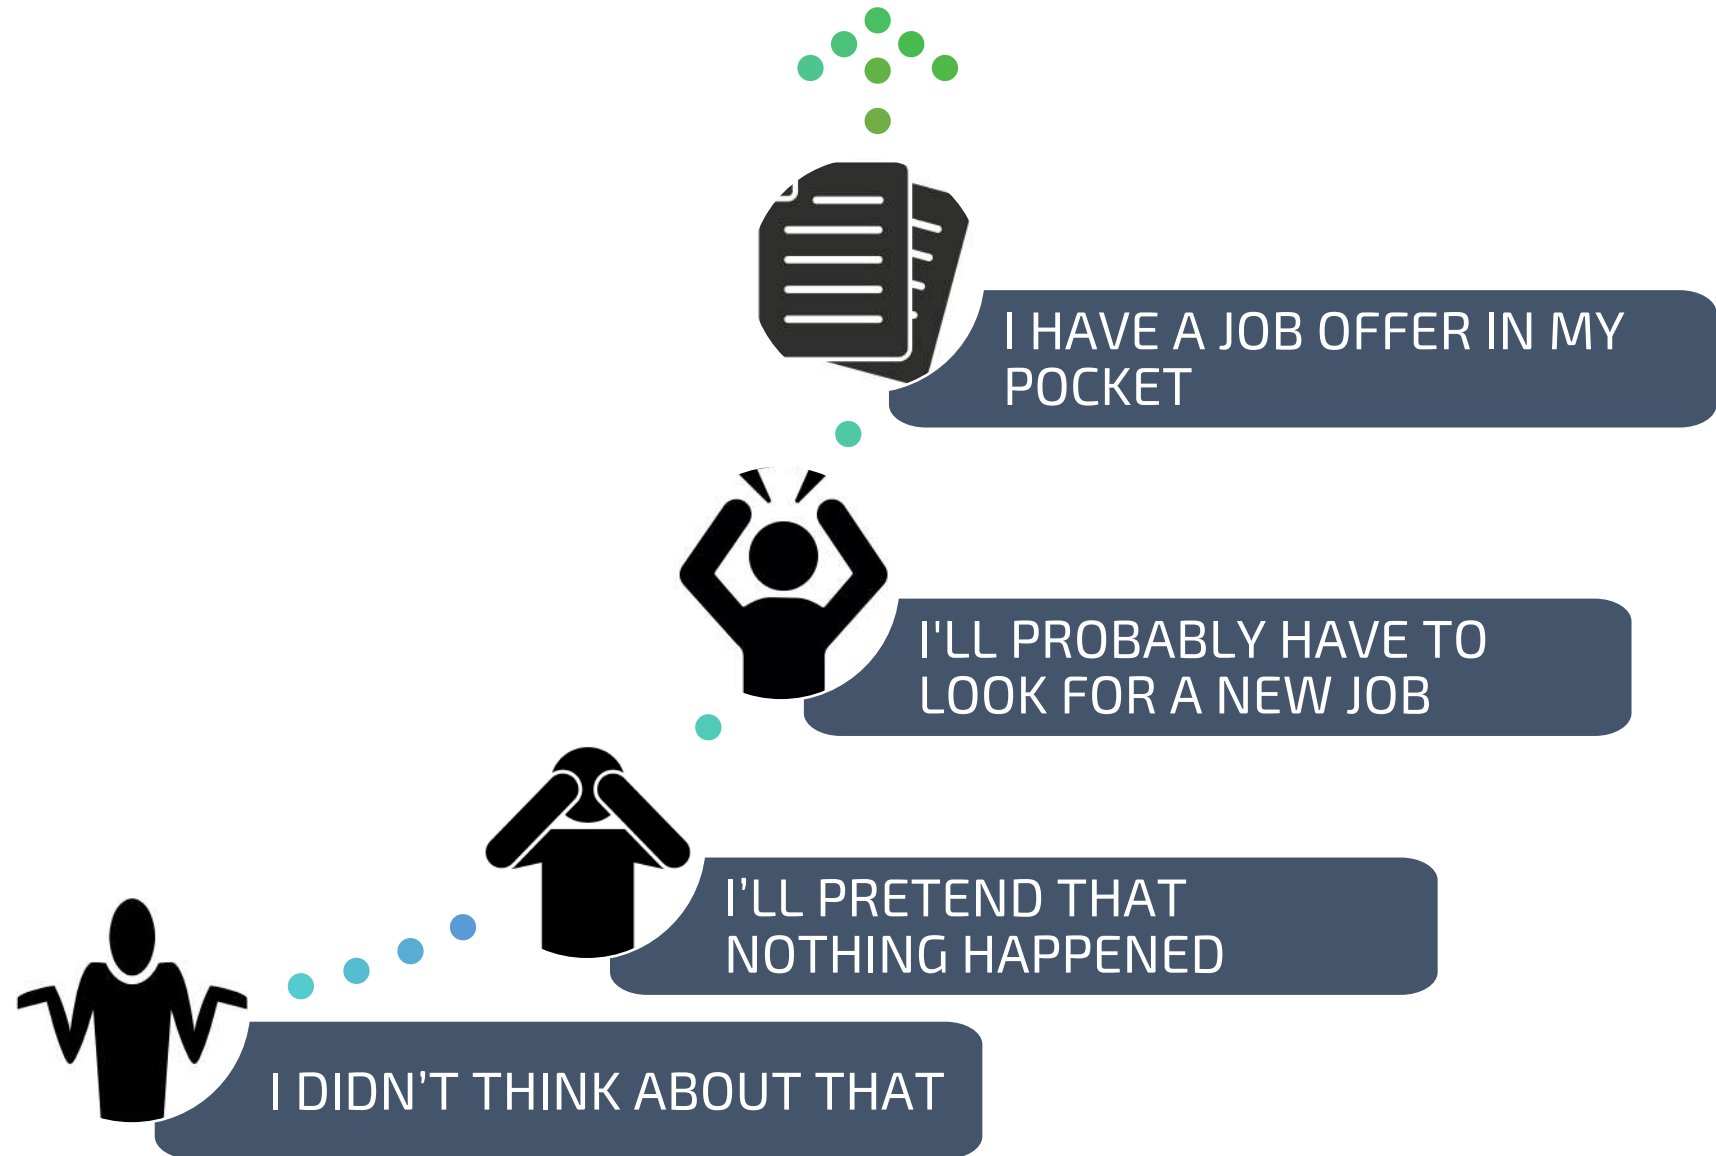 I HAVE A JOB OFFER IN MY
POCKET
I'LL PROBABLY HAVE TO
LOOK FOR A NEW JOB
I’LL PRETEND THAT
NOTHING HAPPENED
I DIDN’T THINK ABOUT THAT